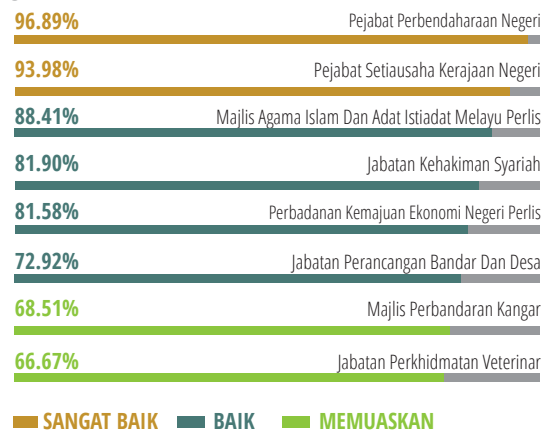 96.89% Pejabat Perbendaharaan Negeri
93.98% Pejabat Setiausaha Kerajaan Negeri
88.41% Majlis Agama Islam Dan Adat Istiadat Melayu Perlis
81.90% Jabatan Kehakiman Syariah
81.58% Perbadanan Kemajuan Ekonomi Negeri Perlis
72.92% Jabatan Perancangan Bandar Dan Desa
68.51% Majlis Perbandaran Kangar
66.67% Jabatan Perkhidmatan Veterinar
SANGAT BAIK BAIK MEMUASKAN